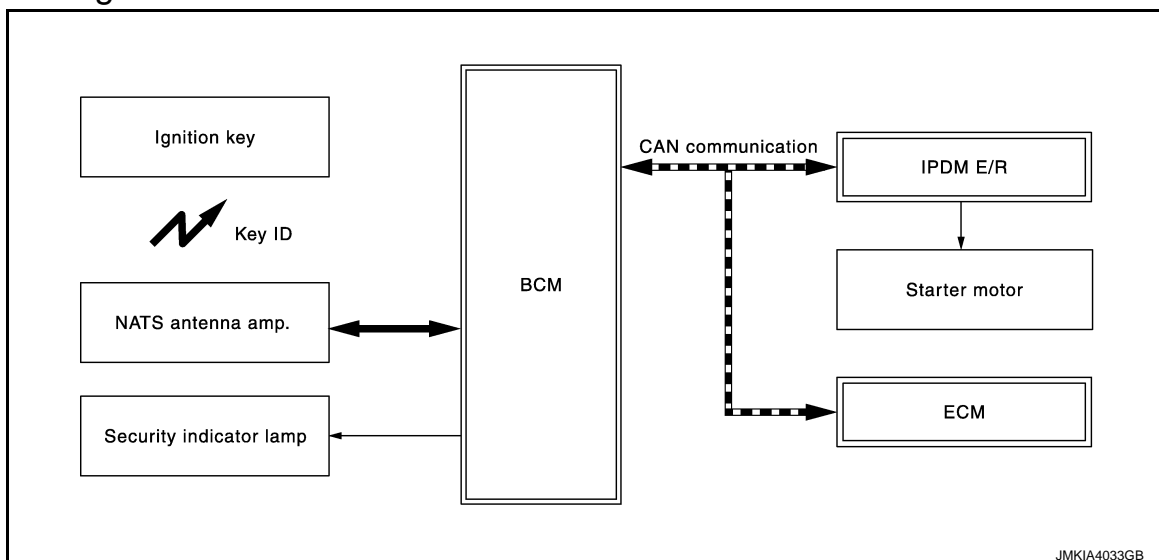 Ignition key
Key ID
NATS antenna amp.
Security indicator lamp
BCM
CAN communication
IPDM E/R
Starter motor
ECM
JMKIA4033GB